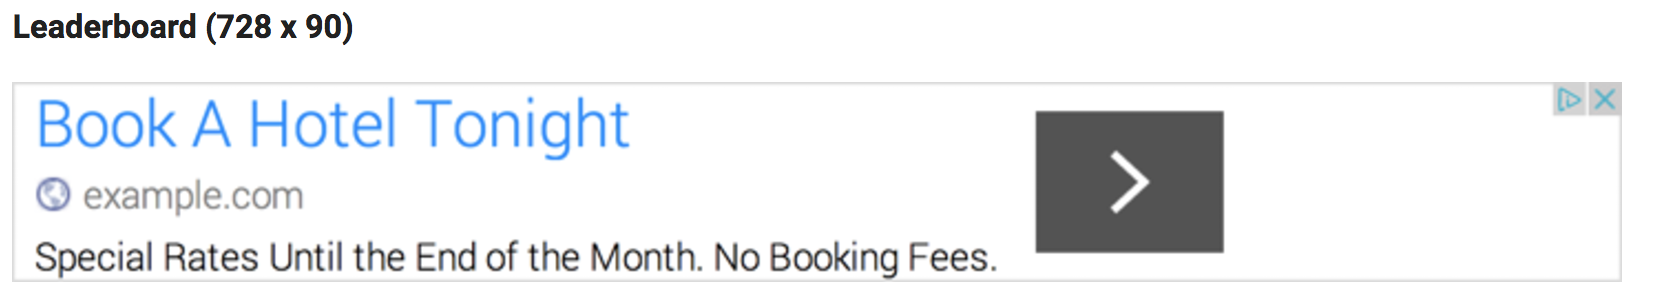 Leaderboard (728 x 90)
Book A Hotel Tonight
example.com
Special Rates Until the End of the Month. No Booking Fees.